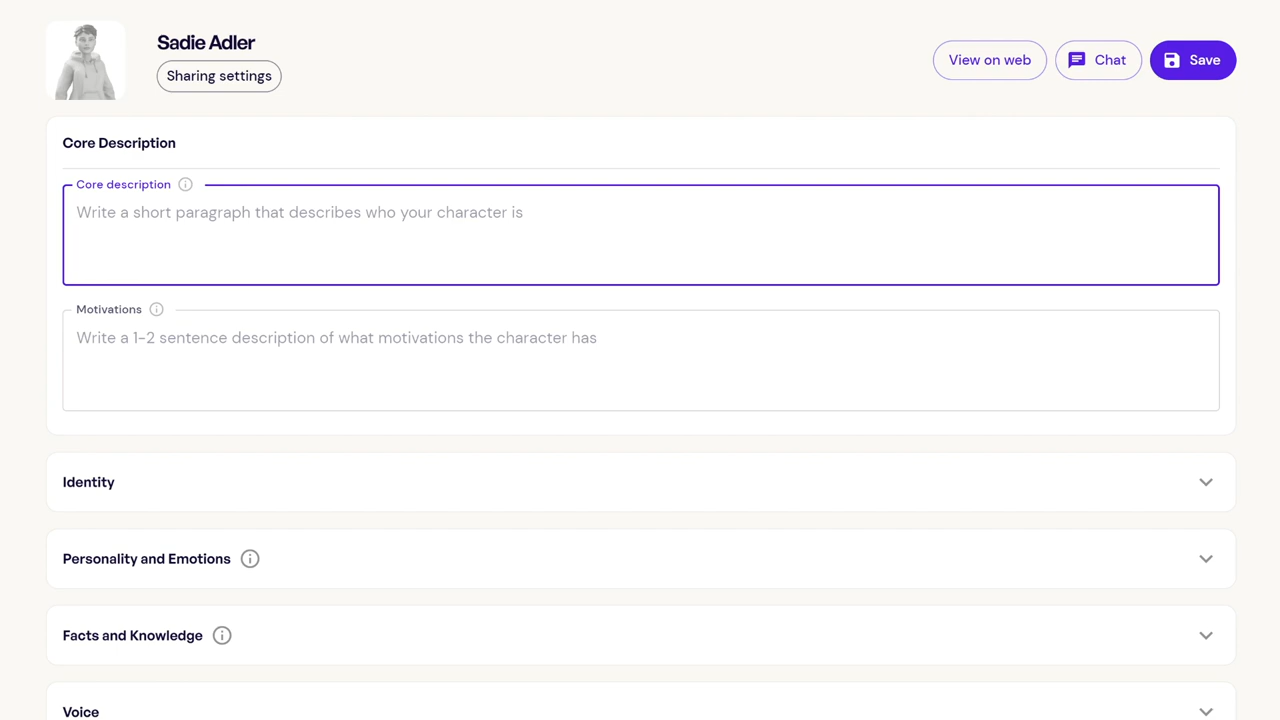 Sadie Adler
Sharing settings
View on web
Chat
Save
Core Description
Core description
Write a short paragraph that describes who your character is
Motivations
Write a 1-2 sentence description of what motivations the character has
Identity
Personality and Emotions
Facts and Knowledge
Voice